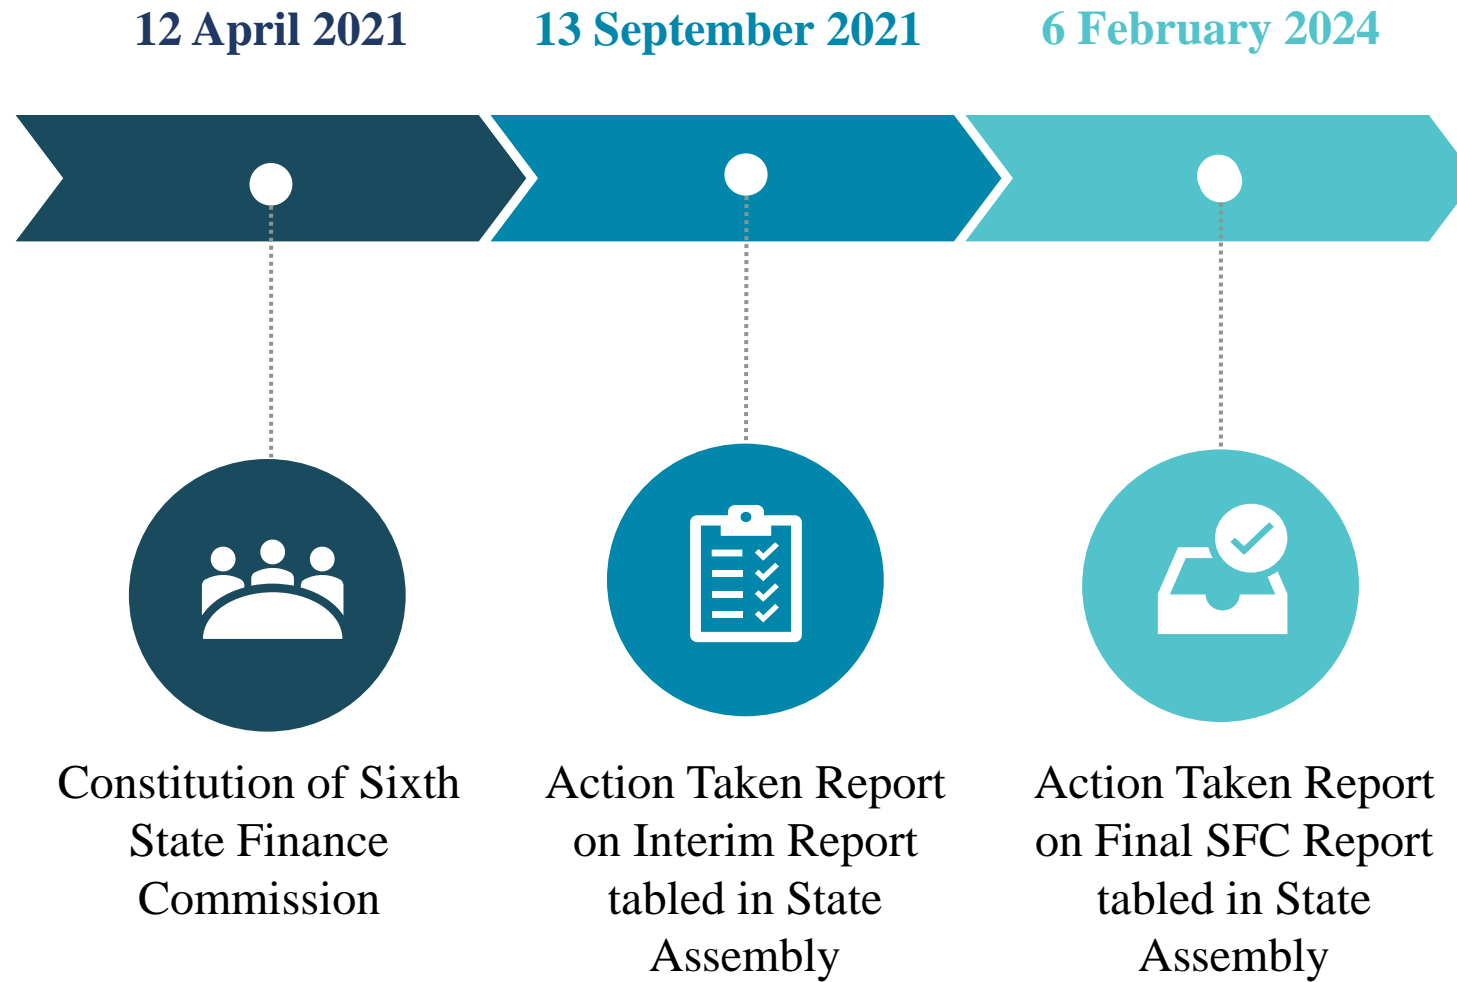 12 April 2021
13 September 2021
6 February 2024
Constitution of Sixth
State Finance
Commission
Action Taken Report
on Interim Report
tabled in State
Assembly
Action Taken Report
on Final SFC Report
tabled in State
Assembly